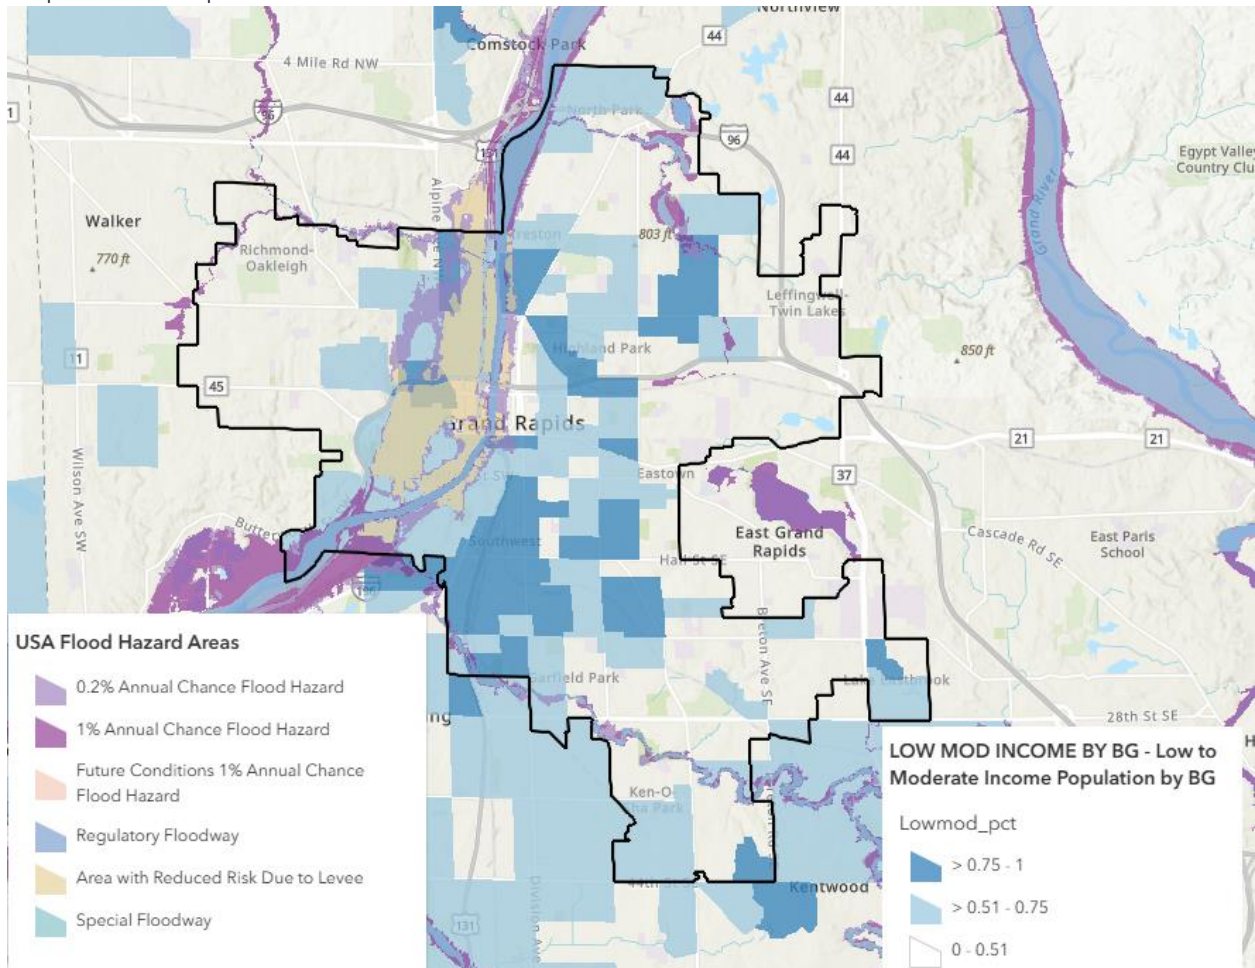 Northview
Comstock Park
44
4 Mile Rd NW
44
96
North Park
1
131
96
44
Egypt Valley
Country Clu
Alpine
Grand River
Walker
Richmond-
Oakleigh
Creston
803 ft
770 ft
Leffingwell-
Twin Lakes
11
Highland Park
850 ft
45
Grand Rapids
21
21
Wilson Ave SW
Eastown
37
SW
Butter
East Grand
Rapids
Cascade Rd SE
East Paris
School
Southwest
Hall St SE
196
Breton Ave SE
Garfield Park
Lake Eastbrook
ing
28th St SE
Ken-O-
Sha Park
44th St SE
Kentwood
Division Ave
131
USA Flood Hazard Areas
0.2% Annual Chance Flood Hazard
1% Annual Chance Flood Hazard
Future Conditions 1% Annual Chance
Flood Hazard
Regulatory Floodway
Area with Reduced Risk Due to Levee
Special Floodway
LOW MOD INCOME BY BG - Low to
Moderate Income Population by BG
Lowmod_pct
> 0.75 - 1
> 0.51 - 0.75
0 - 0.51
H